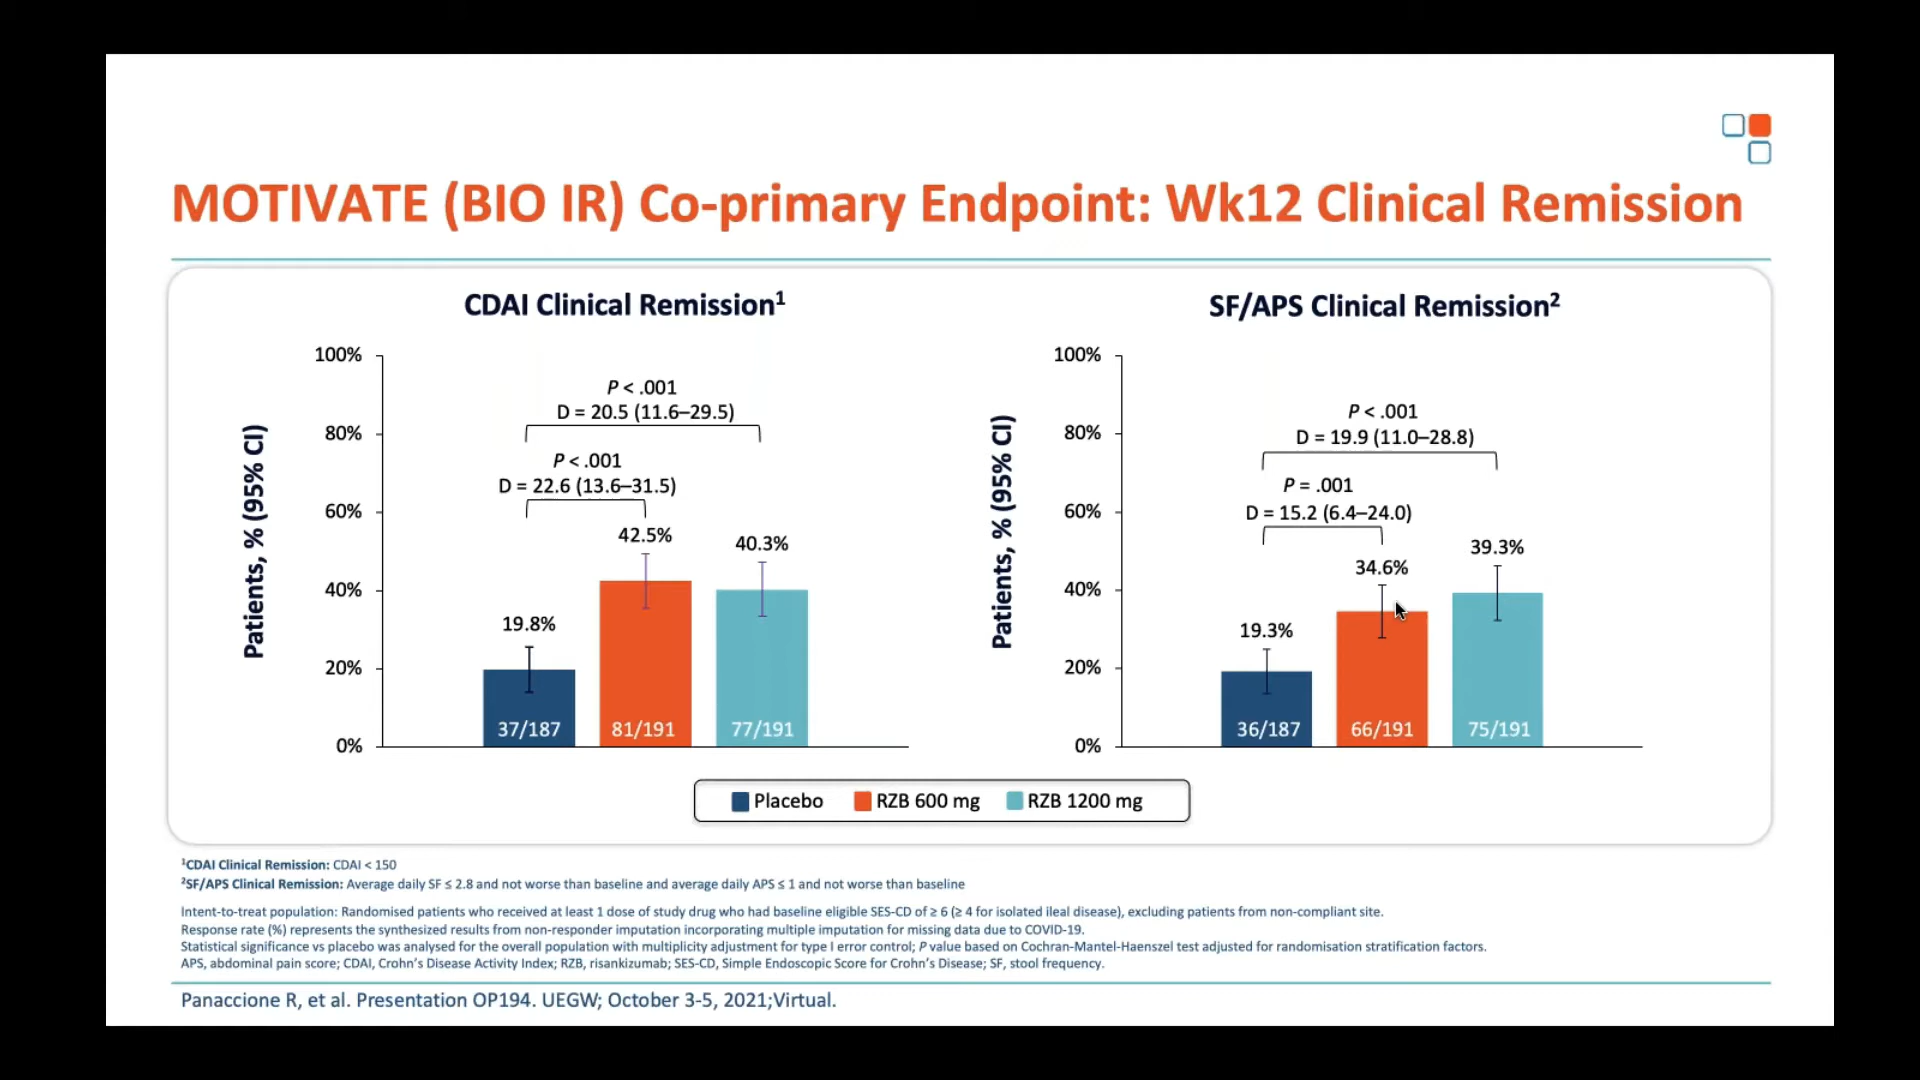 MOTIVATE (BIO IR) Co-primary Endpoint: Wk12 Clinical Remission
CDAI Clinical Remission¹
Patients, % (95% CI)
100%
80%
60%
40%
20%
0%
P < .001
D = 20.5 (11.6–29.5)
P < .001
D = 22.6 (13.6–31.5)
19.8%
42.5%
40.3%
37/187
81/191
77/191
SF/APS Clinical Remission²
Patients, % (95% CI)
100%
80%
60%
40%
20%
0%
P < .001
D = 19.9 (11.0–28.8)
P = .001
D = 15.2 (6.4–24.0)
19.3%
34.6%
39.3%
36/187
66/191
75/191
Placebo RZB 600 mg RZB 1200 mg
¹CDAI Clinical Remission: CDAI < 150
²SF/APS Clinical Remission: Average daily SF ≤ 2.8 and not worse than baseline and average daily APS ≤ 1 and not worse than baseline
Intent-to-treat population: Randomised patients who received at least 1 dose of study drug who had baseline eligible SES-CD of ≥ 6 (≥ 4 for isolated ileal disease), excluding patients from non-compliant site.
Response rate (%) represents the synthesized results from non-responder imputation incorporating multiple imputation for missing data due to COVID-19.
Statistical significance vs placebo was analysed for the overall population with multiplicity adjustment for type I error control; P value based on Cochran-Mantel-Haenszel test adjusted for randomisation stratification factors.
APS, abdominal pain score; CDAI, Crohn's Disease Activity Index; RZB, risankizumab; SES-CD, Simple Endoscopic Score for Crohn's Disease; SF, stool frequency.
Panaccione R, et al. Presentation OP194. UEGW; October 3-5, 2021;Virtual.